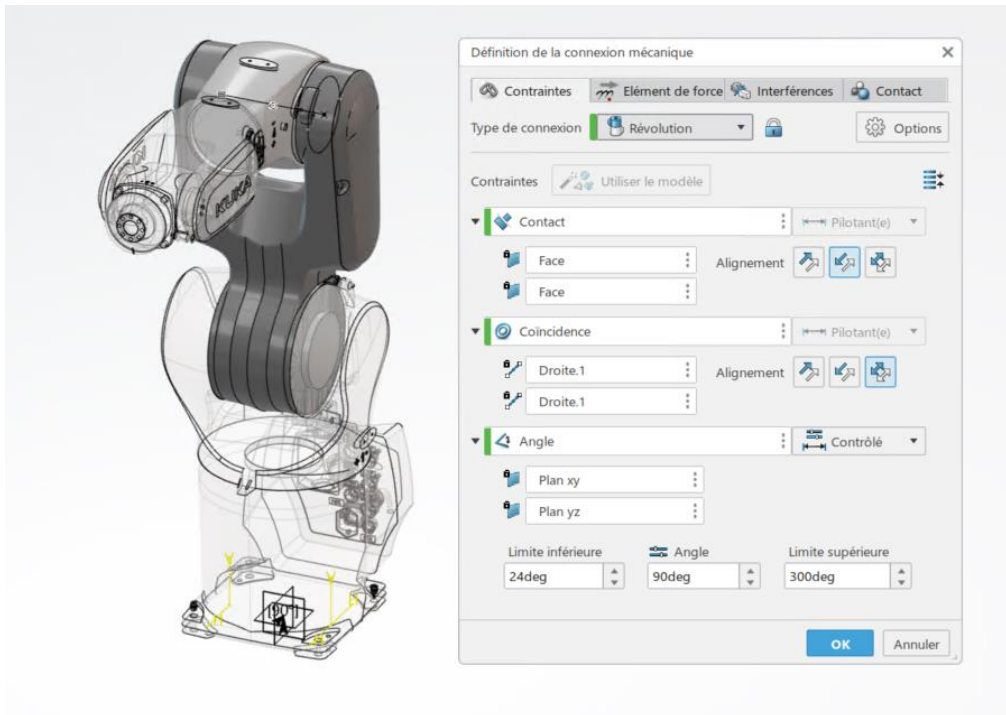 Définition de la connexion mécanique
Contraintes Elément de force Interférences Contact
Type de connexion Révolution Options
Contraintes Utiliser le modèle
Contact Pilotant(e)
Face Alignement
Face
Coïncidence Pilotant(e)
Droite.1 Alignement
Droite.1
Angle Contrôlé
Plan xy
Plan yz
Limite inférieure Angle Limite supérieure
24deg 90deg 300deg
OK Annuler
KUKA